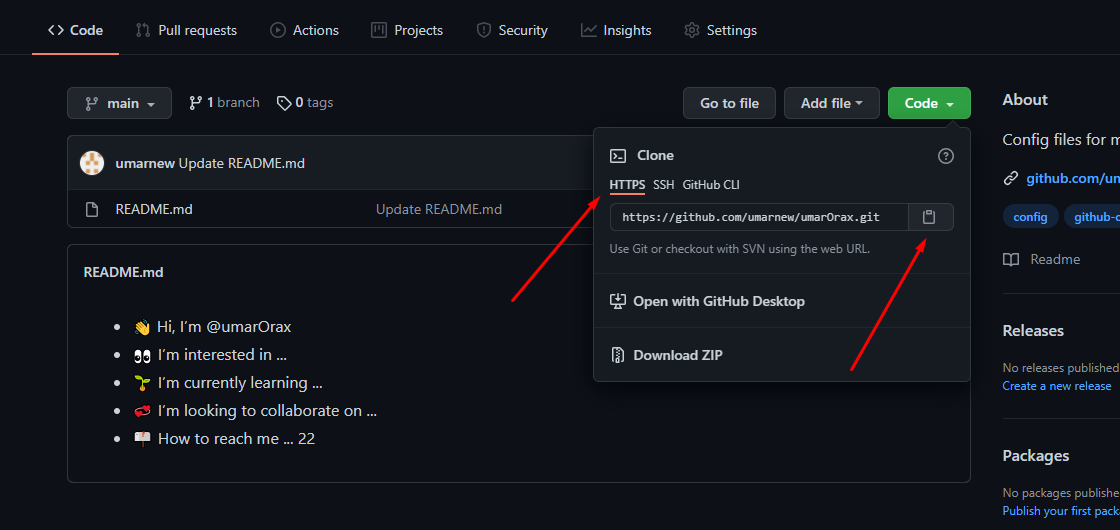 Code Pull requests Actions Projects Security Insights Settings
main 1 branch 0 tags Go to file Add file Code
umarnew Update README.md
README.md Update README.md
Clone
HTTPS SSH GitHub CLI
https://github.com/umarnew/umarOrax.git
Use Git or checkout with SVN using the web URL.
Open with GitHub Desktop
Download ZIP
README.md
👋 Hi, I’m @umarOrax
👀 I’m interested in ...
🌱 I’m currently learning ...
💞️ I’m looking to collaborate on ...
📫 How to reach me ... 22
About
Config files for m
github.com/um
config github-c
Readme
Releases
No releases published
Create a new release
Packages
No packages publishe
Publish your first pack